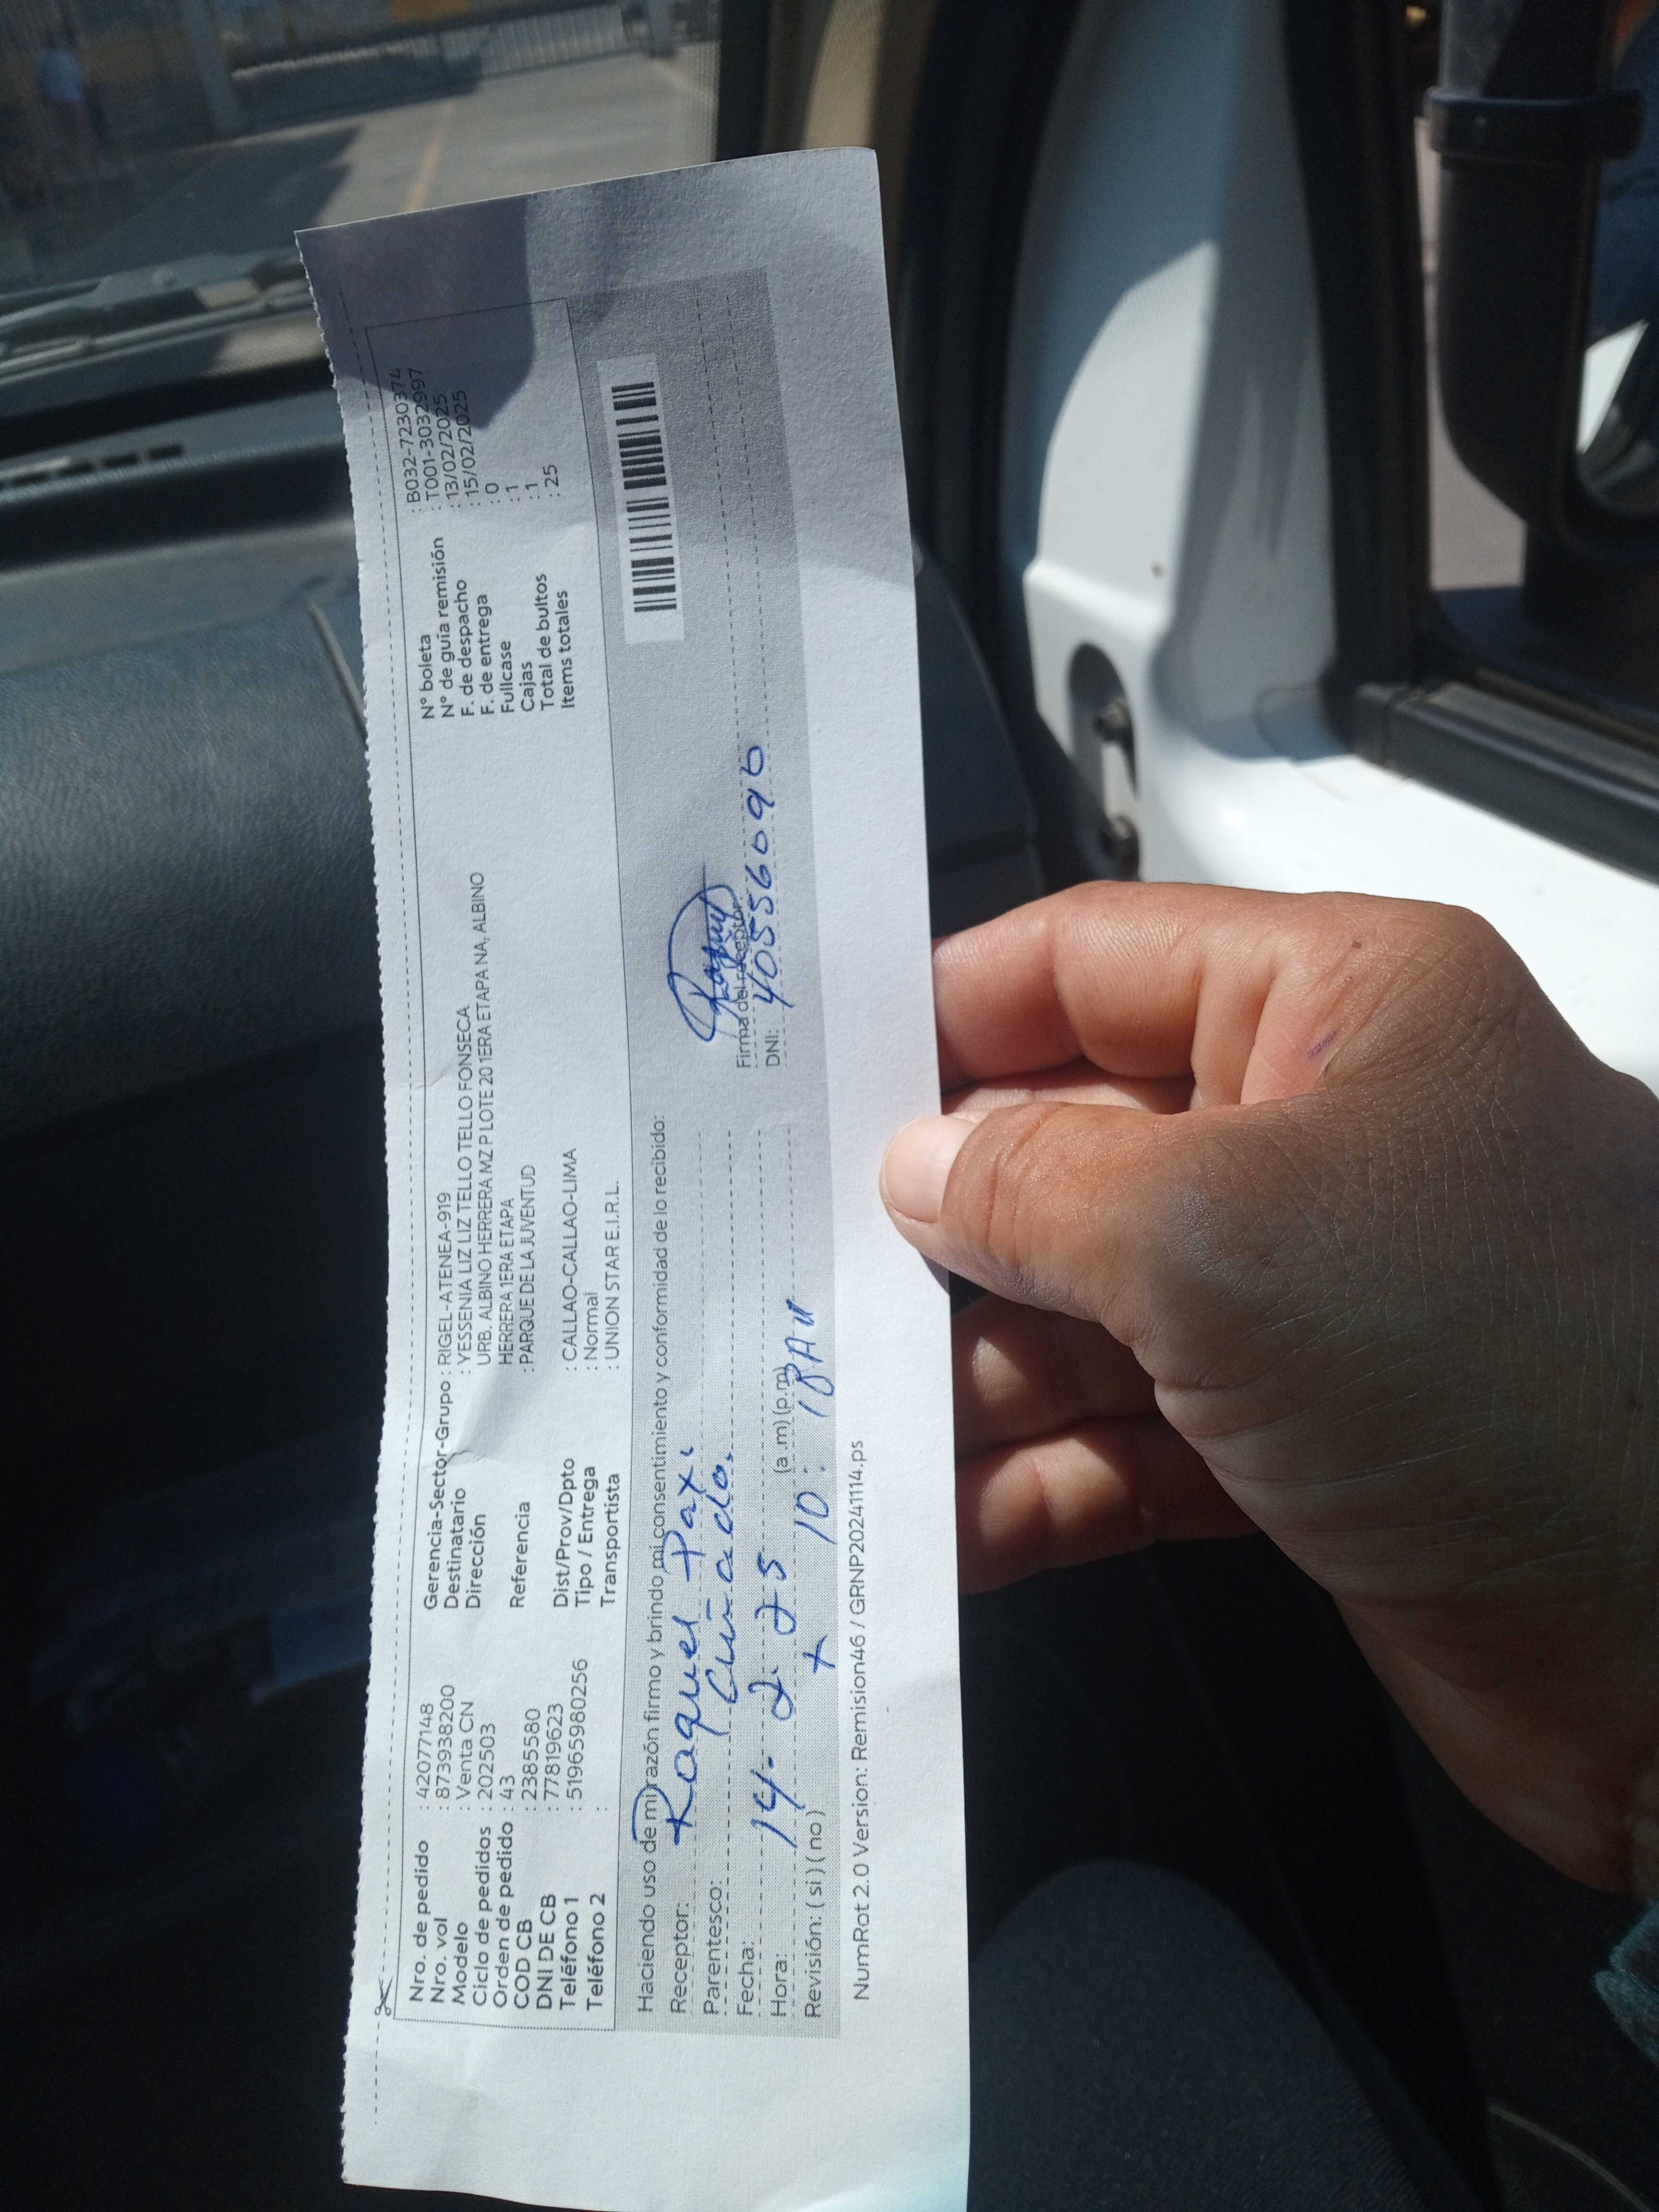 Nro. de pedido : 42077148
Nro. vol : 873938200
Modelo : Venta CN
Ciclo de pedidos : 202503
Orden de pedido : 43
COD CB : 2385580
DNI DE CB : 77819623
Teléfono 1 : 51965980256
Teléfono 2 :
Gerencia-Sector-Grupo : RIGEL-ATENEA-919
Destinatario : YESSENIA LIZ LIZ TELLO TELLO FONSECA
Dirección URB. ALBINO HERRERA MZ P LOTE 20 1ERA ETAPA NA, ALBINO
HERRERA 1ERA ETAPA
Referencia : PARQUE DE LA JUVENTUD
Dist/Prov/Dpto : CALLAO-CALLAO-LIMA
Tipo / Entrega : Normal
Transportista : UNION STAR E.I.R.L.
N° boleta : B032-7230374
N° de guía remisión : T001-3032997
F. de despacho : 13/02/2025
F. de entrega : 15/02/2025
Fullcase : 0
Cajas : 1
Total de bultos : 1
Items totales : 25
Haciendo uso de mi razón firmo y brindo mi consentimiento y conformidad de lo recibido:
Receptor: Raquel Paxi
Parentesco: Cuñada.
Fecha: 14-2-25
Hora: (a.m) (p.m)
Revisión: ( si ) ( no )
10:
Firma del receptor
DNI: 40556096
NumRot 2.0 Version: Remision46 / GRNP20241114.ps